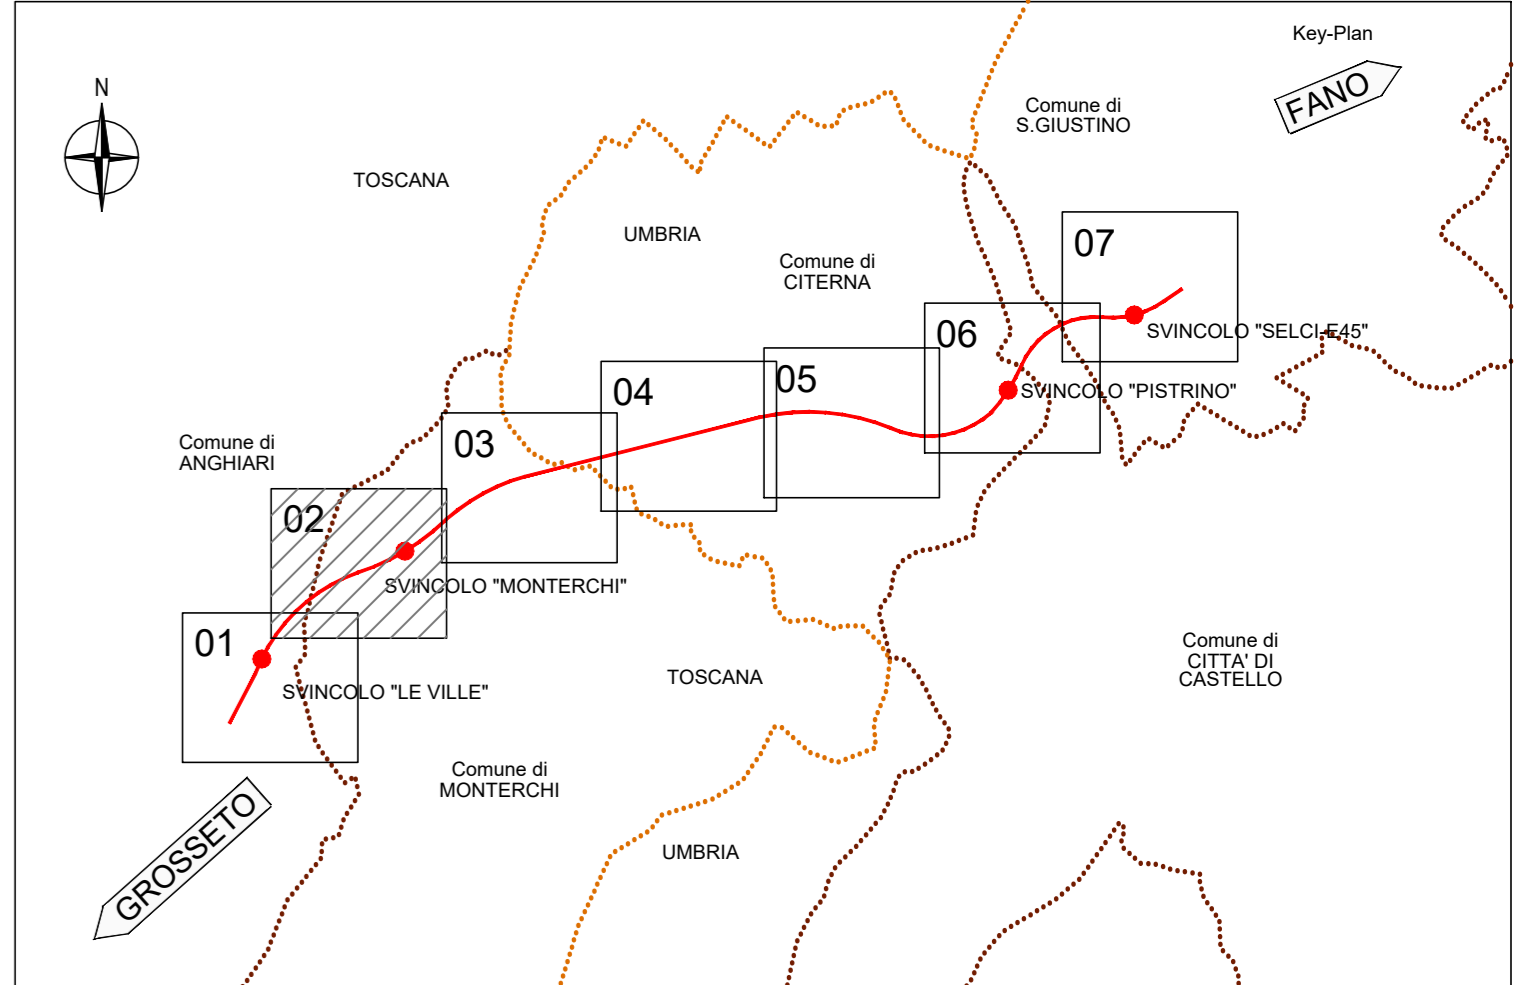 Key-Plan
N
FANO
Comune di
S.GIUSTINO
TOSCANA
UMBRIA
07
Comune di
CITERNA
06
SVINCOLO "SELCI-E45"
05
04
SVINCOLO "PISTRINO"
03
Comune di
ANGHIARI
02
SVINCOLO "MONTERCHI"
01
SVINCOLO "LE VILLE"
TOSCANA
Comune di
CITTA' DI
CASTELLO
Comune di
MONTERCHI
GROSSETO
UMBRIA